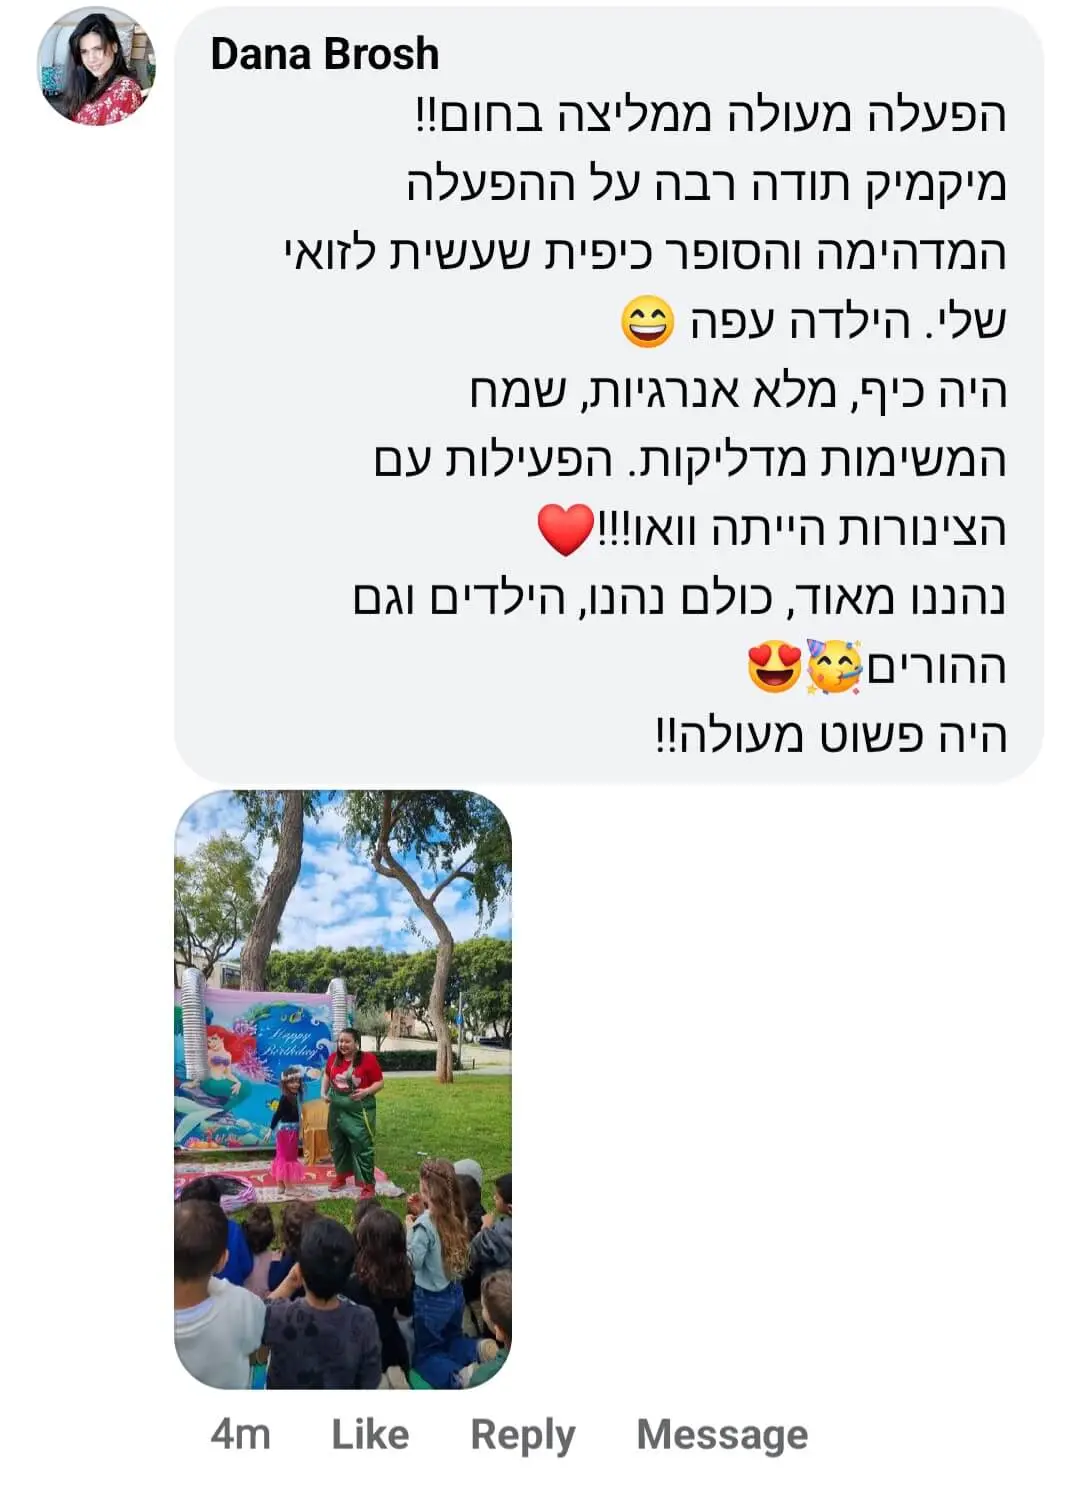 Dana Brosh
הפעלה מעולה ממליצה בחום!!
מיקמיק תודה רבה על ההפעלה
המדהימה והסופר כיפית שעשית לזואי
שלי. הילדה עפה 😄
היה כיף, מלא אנרגיות, שמח
המשימות מדליקות. הפעילות עם
הצינורות הייתה וואו!!!❤️
נהננו מאוד, כולם נהנו, הילדים וגם
ההורים🥳😍
היה פשוט מעולה!!
Happy
Birthday
4m Like Reply Message